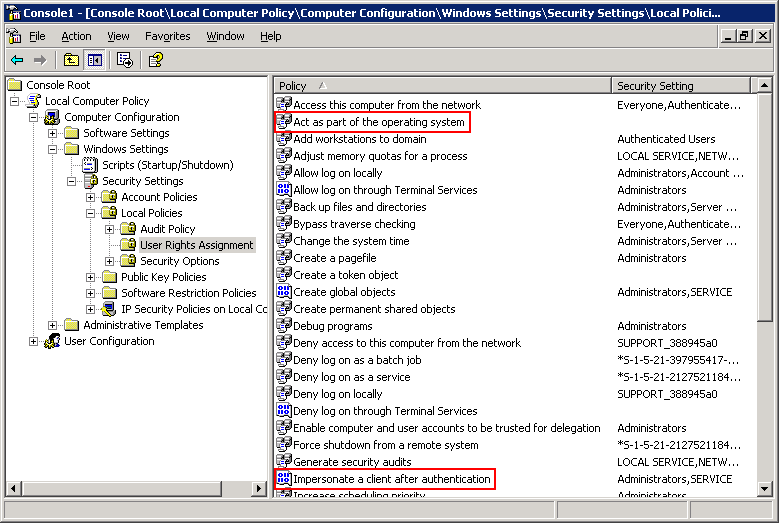 Console1 - [Console Root\Local Computer Policy\Computer Configuration\Windows Settings\Security Settings\Local Polici...
File Action View Favorites Window Help
Console Root
Local Computer Policy
Computer Configuration
Software Settings
Windows Settings
Scripts (Startup/Shutdown)
Security Settings
Account Policies
Local Policies
Audit Policy
User Rights Assignment
Security Options
Public Key Policies
Software Restriction Policies
IP Security Policies on Local Co
Administrative Templates
User Configuration
Policy Security Setting
Access this computer from the network Everyone,Authenticate...
Act as part of the operating system
Add workstations to domain Authenticated Users
Adjust memory quotas for a process LOCAL SERVICE,NETW...
Allow log on locally Administrators,Account ...
Allow log on through Terminal Services Administrators
Back up files and directories Administrators,Server ...
Bypass traverse checking Everyone,Authenticate...
Change the system time Administrators,Server ...
Create a pagefile Administrators
Create a token object
Create global objects Administrators,SERVICE
Create permanent shared objects
Debug programs Administrators
Deny access to this computer from the network SUPPORT_388945a0
Deny log on as a batch job *S-1-5-21-397955417-...
Deny log on as a service *S-1-5-21-2127521184...
Deny log on locally SUPPORT_388945a0
Deny log on through Terminal Services
Enable computer and user accounts to be trusted for delegation Administrators
Force shutdown from a remote system *S-1-5-21-2127521184...
Generate security audits LOCAL SERVICE,NETW...
Impersonate a client after authentication Administrators,SERVICE
Increase scheduling priority Administrators